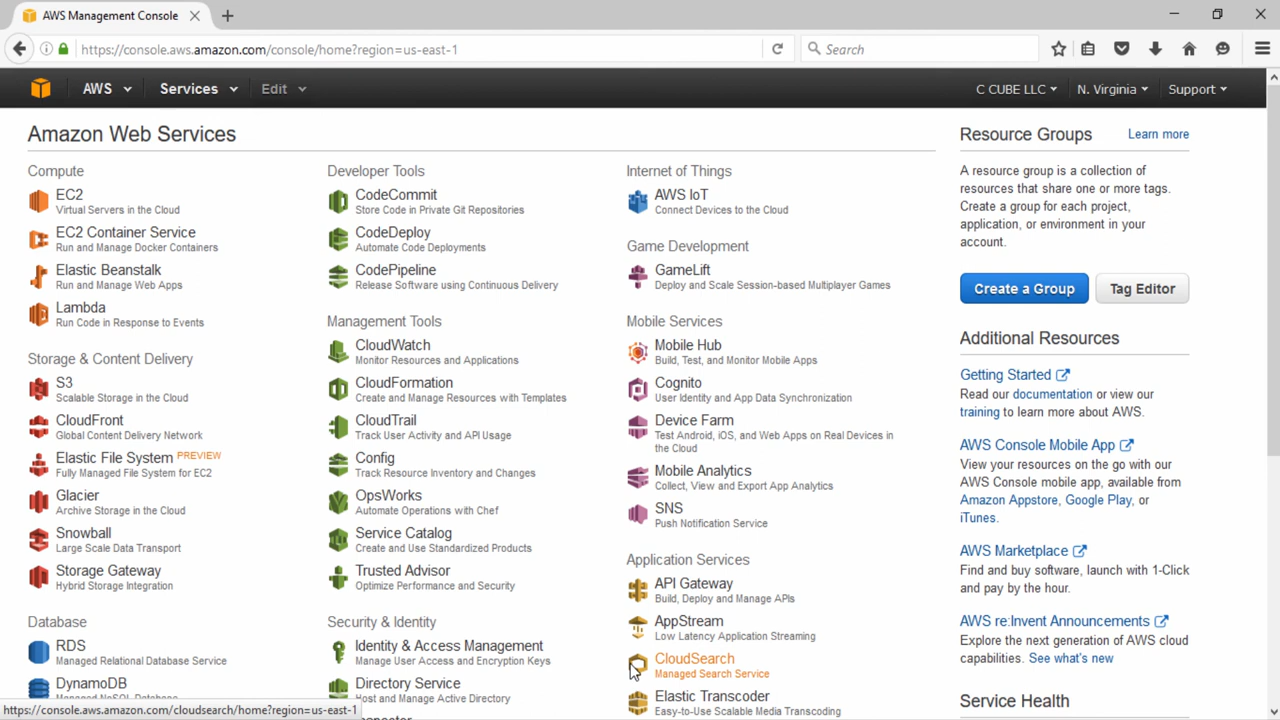 AWS Management Console
https://console.aws.amazon.com/console/home?region=us-east-1
Search
AWS
Services
Edit
C CUBE LLC
N. Virginia
Support
Amazon Web Services
Compute
EC2
Virtual Servers in the Cloud
EC2 Container Service
Run and Manage Docker Containers
Elastic Beanstalk
Run and Manage Web Apps
Lambda
Run Code in Response to Events
Storage & Content Delivery
S3
Scalable Storage in the Cloud
CloudFront
Global Content Delivery Network
Elastic File System PREVIEW
Fully Managed File System for EC2
Glacier
Archive Storage in the Cloud
Snowball
Large Scale Data Transport
Storage Gateway
Hybrid Storage Integration
Database
RDS
Managed Relational Database Service
DynamoDB
Managed NoSQL Database
Developer Tools
CodeCommit
Store Code in Private Git Repositories
CodeDeploy
Automate Code Deployments
CodePipeline
Release Software using Continuous Delivery
Management Tools
CloudWatch
Monitor Resources and Applications
CloudFormation
Create and Manage Resources with Templates
CloudTrail
Track User Activity and API Usage
Config
Track Resource Inventory and Changes
OpsWorks
Automate Operations with Chef
Service Catalog
Create and Use Standardized Products
Trusted Advisor
Optimize Performance and Security
Security & Identity
Identity & Access Management
Manage User Access and Encryption Keys
Directory Service
Host and Manage Active Directory
Inspector
Internet of Things
AWS IoT
Connect Devices to the Cloud
Game Development
GameLift
Deploy and Scale Session-based Multiplayer Games
Mobile Services
Mobile Hub
Build, Test, and Monitor Mobile Apps
Cognito
User Identity and App Data Synchronization
Device Farm
Test Android, iOS, and Web Apps on Real Devices in
the Cloud
Mobile Analytics
Collect, View and Export App Analytics
SNS
Push Notification Service
Application Services
API Gateway
Build, Deploy and Manage APIs
AppStream
Low Latency Application Streaming
CloudSearch
Managed Search Service
Elastic Transcoder
Easy-to-Use Scalable Media Transcoding
Resource Groups
Learn more
A resource group is a collection of
resources that share one or more tags.
Create a group for each project,
application, or environment in your
account.
Create a Group
Tag Editor
Additional Resources
Getting Started
Read our documentation or view our
training to learn more about AWS.
AWS Console Mobile App
View your resources on the go with our
AWS Console mobile app, available from
Amazon Appstore, Google Play, or
iTunes.
AWS Marketplace
Find and buy software, launch with 1-Click
and pay by the hour.
AWS re:Invent Announcements
Explore the next generation of AWS cloud
capabilities. See what's new
Service Health
https://console.aws.amazon.com/cloudsearch/home?region=us-east-1